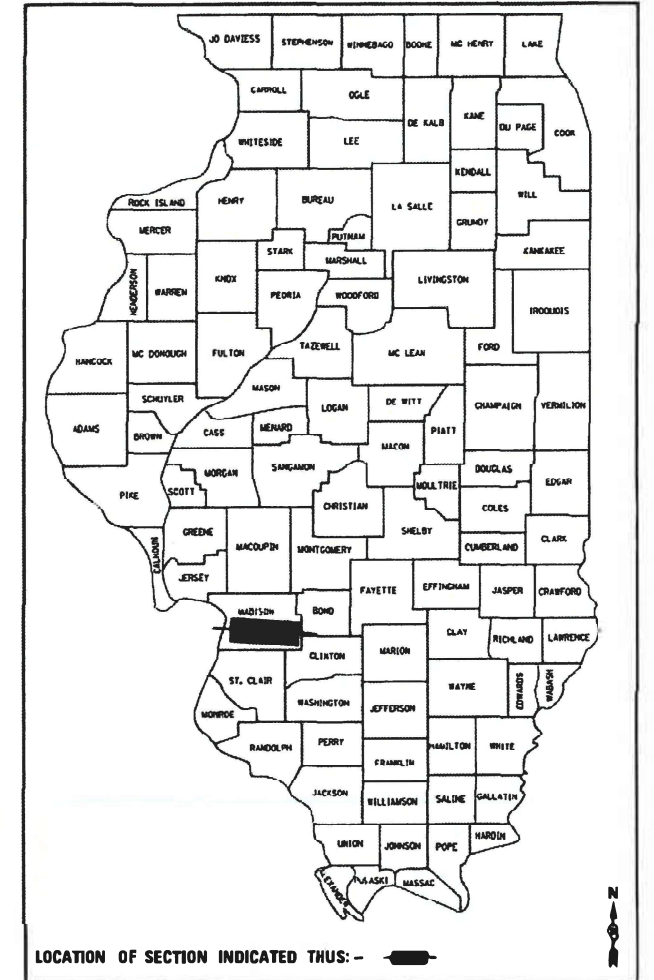 JO DAVIESS STEPHENSON WINNEBAGO BOONE MC HENRY LAKE
CARROLL OGLE DE KALB KANE DU PAGE COOK
WHITESIDE LEE
KENDALL WILL
ROCK ISLAND HENRY BUREAU LA SALLE GRUNDY
MERCER PUTNAM
STARK MARSHALL KANKAKEE
HENDERSON WARREN KNOX PEORIA WOODFORD LIVINGSTON IROQUOIS
HANCOCK MC DONOUGH FULTON TAZEWELL MC LEAN FORD
MASON
SCHUYLER LOGAN DE WITT CHAMPAIGN VERMILION
ADAMS BROWN CASS MENARD MACON PIATT
PIKE SCOTT MORGAN SANGAMON MOULTRIE DOUGLAS EDGAR
CHRISTIAN COLES
CALHOUN GREENE MACOUPIN MONTGOMERY SHELBY CUMBERLAND CLARK
JERSEY FAYETTE EFFINGHAM JASPER CRAWFORD
MADISON BOND
CLINTON MARION CLAY RICHLAND LAWRENCE
ST. CLAIR WAYNE EDWARDS WABASH
MONROE WASHINGTON JEFFERSON
RANDOLPH PERRY FRANKLIN HAMILTON WHITE
JACKSON WILLIAMSON SALINE GALLATIN
UNION JOHNSON POPE HARDIN
ALEXANDER PULASKI MASSAC
N
LOCATION OF SECTION INDICATED THUS: -